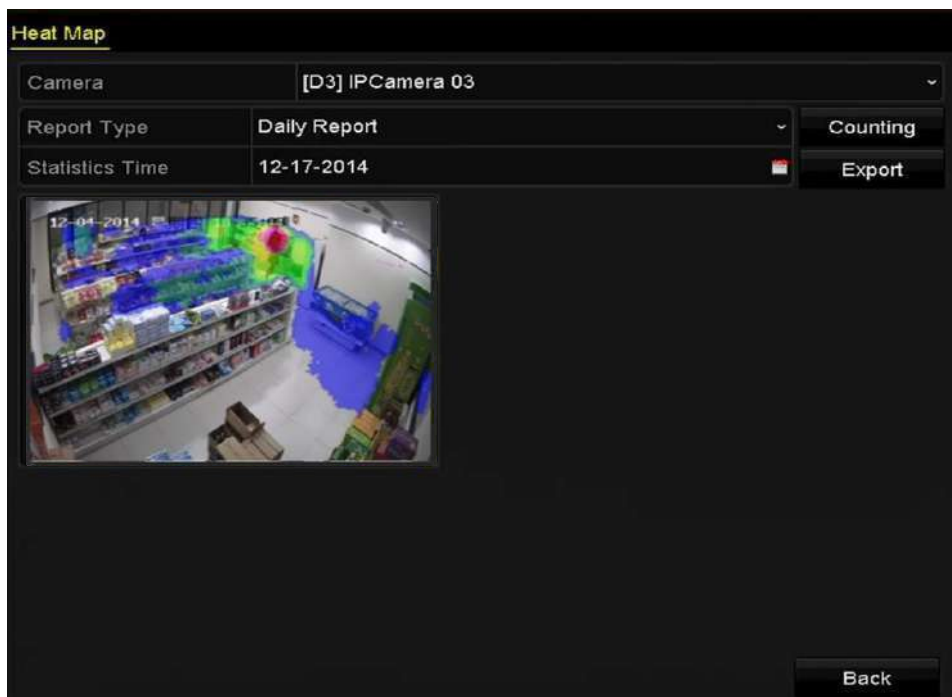 Heat Map
Camera [D3] IPCamera 03
Report Type Daily Report Counting
Statistics Time 12-17-2014 Export
12-04-2014
Back